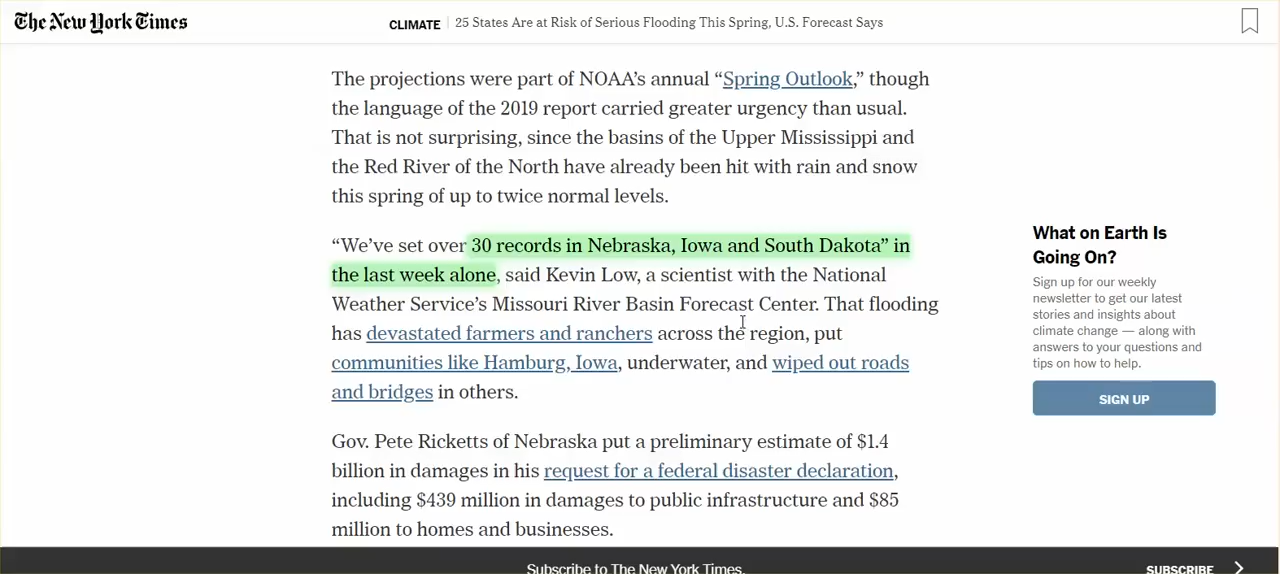 The New York Times
CLIMATE | 25 States Are at Risk of Serious Flooding This Spring, U.S. Forecast Says
The projections were part of NOAA’s annual “Spring Outlook,” though
the language of the 2019 report carried greater urgency than usual.
That is not surprising, since the basins of the Upper Mississippi and
the Red River of the North have already been hit with rain and snow
this spring of up to twice normal levels.
“We’ve set over 30 records in Nebraska, Iowa and South Dakota” in
the last week alone, said Kevin Low, a scientist with the National
Weather Service’s Missouri River Basin Forecast Center. That flooding
has devastated farmers and ranchers across the region, put
communities like Hamburg, Iowa, underwater, and wiped out roads
and bridges in others.
Gov. Pete Ricketts of Nebraska put a preliminary estimate of $1.4
billion in damages in his request for a federal disaster declaration,
including $439 million in damages to public infrastructure and $85
million to homes and businesses.
What on Earth Is
Going On?
Sign up for our weekly
newsletter to get our latest
stories and insights about
climate change — along with
answers to your questions and
tips on how to help.
SIGN UP
Subscribe to The New York Times.
SUBSCRIBE